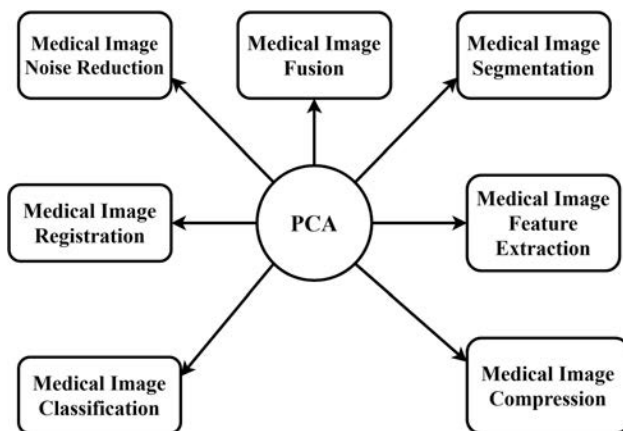 Medical Image
Noise Reduction
Medical Image
Fusion
Medical Image
Segmentation
Medical Image
Registration
PCA
Medical Image
Feature
Extraction
Medical Image
Classification
Medical Image
Compression